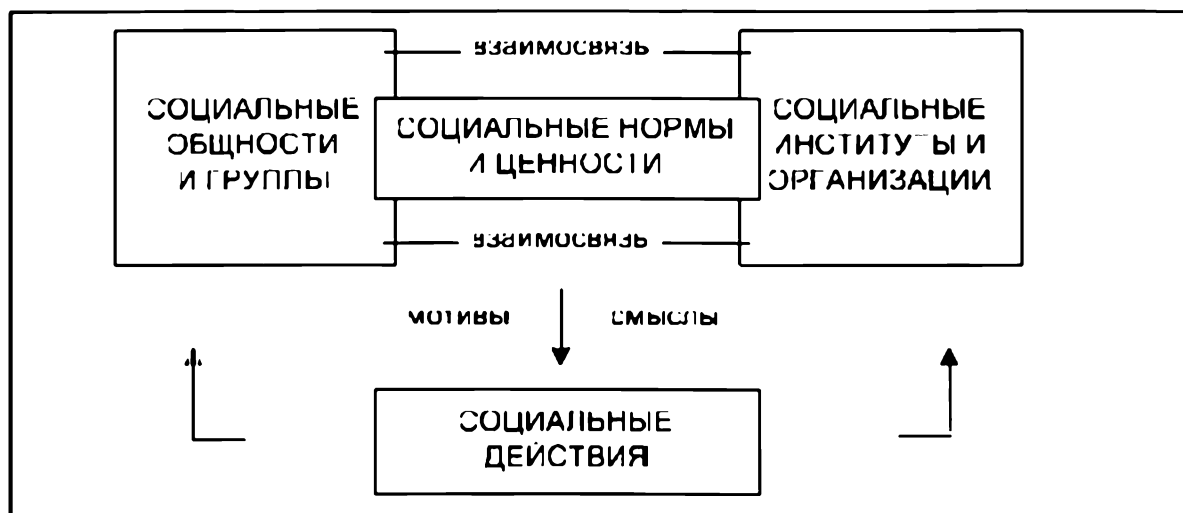 взаимосвязь
СОЦИАЛЬНЫЕ
ОБЩНОСТИ
И ГРУППЫ
СОЦИАЛЬНЫЕ НОРМЫ
И ЦЕННОСТИ
СОЦИАЛЬНЫЕ
ИНСТИТУТЫ И
ОРГАНИЗАЦИИ
взаимосвязь
мотивы
смыслы
СОЦИАЛЬНЫЕ
ДЕЙСТВИЯ